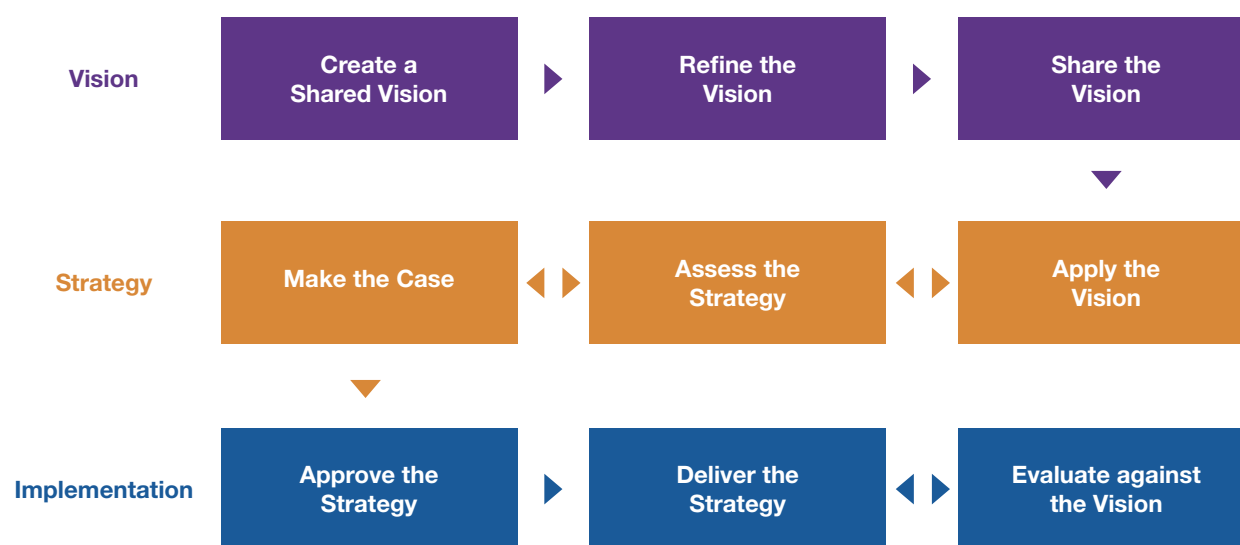 Vision
Create a
Shared Vision
Refine the
Vision
Share the
Vision
Strategy
Make the Case
Assess the
Strategy
Apply the
Vision
Implementation
Approve the
Strategy
Deliver the
Strategy
Evaluate against
the Vision